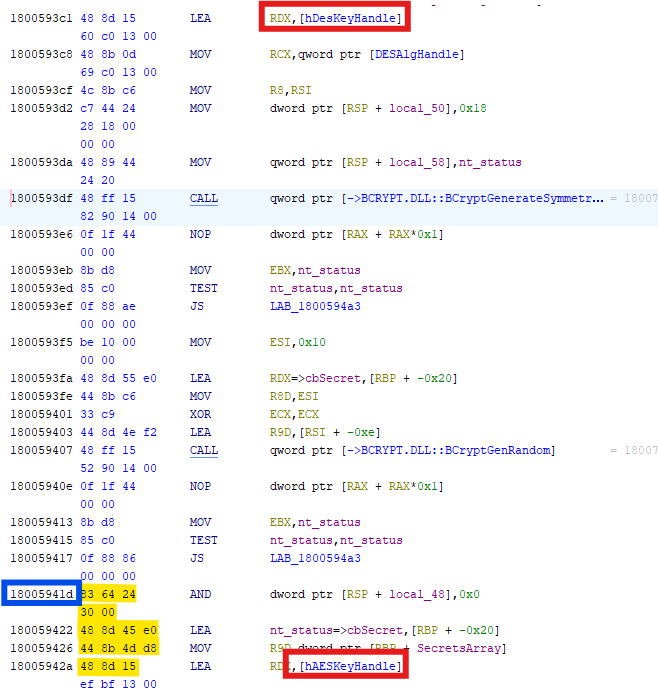 1800593c1 48 8d 15 LEA RDX,[hDesKeyHandle]
60 c0 13 00
1800593c8 48 8b 0d MOV RCX,qword ptr [DESAlgHandle]
69 c0 13 00
1800593cf 4c 8b c6 MOV R8,RSI
1800593d2 c7 44 24 MOV dword ptr [RSP + local_50],0x18
28 18 00
00 00
1800593da 48 89 44 MOV qword ptr [RSP + local_58],nt_status
24 20
1800593df 48 ff 15 CALL qword ptr [->BCRYPT.DLL::BCryptGenerateSymmetr... = 18007
82 90 14 00
1800593e6 0f 1f 44 NOP dword ptr [RAX + RAX*0x1]
00 00
1800593eb 8b d8 MOV EBX,nt_status
1800593ed 85 c0 TEST nt_status,nt_status
1800593ef 0f 88 ae JS LAB_1800594a3
00 00 00
1800593f5 be 10 00 MOV ESI,0x10
00 00
1800593fa 48 8d 55 e0 LEA RDX=>cbSecret,[RBP + -0x20]
1800593fe 44 8b c6 MOV R8D,ESI
180059401 33 c9 XOR ECX,ECX
180059403 44 8d 4e f2 LEA R9D,[RSI + -0xe]
180059407 48 ff 15 CALL qword ptr [->BCRYPT.DLL::BCryptGenRandom] = 18007
52 90 14 00
18005940e 0f 1f 44 NOP dword ptr [RAX + RAX*0x1]
00 00
180059413 8b d8 MOV EBX,nt_status
180059415 85 c0 TEST nt_status,nt_status
180059417 0f 88 86 JS LAB_1800594a3
00 00 00
18005941d 83 64 24 AND dword ptr [RSP + local_48],0x0
30 00
180059422 48 8d 45 e0 LEA nt_status=>cbSecret,[RBP + -0x20]
180059426 44 8b 4d d8 MOV R9D,dword ptr [RBP + SecretsArray]
18005942a 48 8d 15 LEA RDX,[hAESKeyHandle]
ef bf 13 00